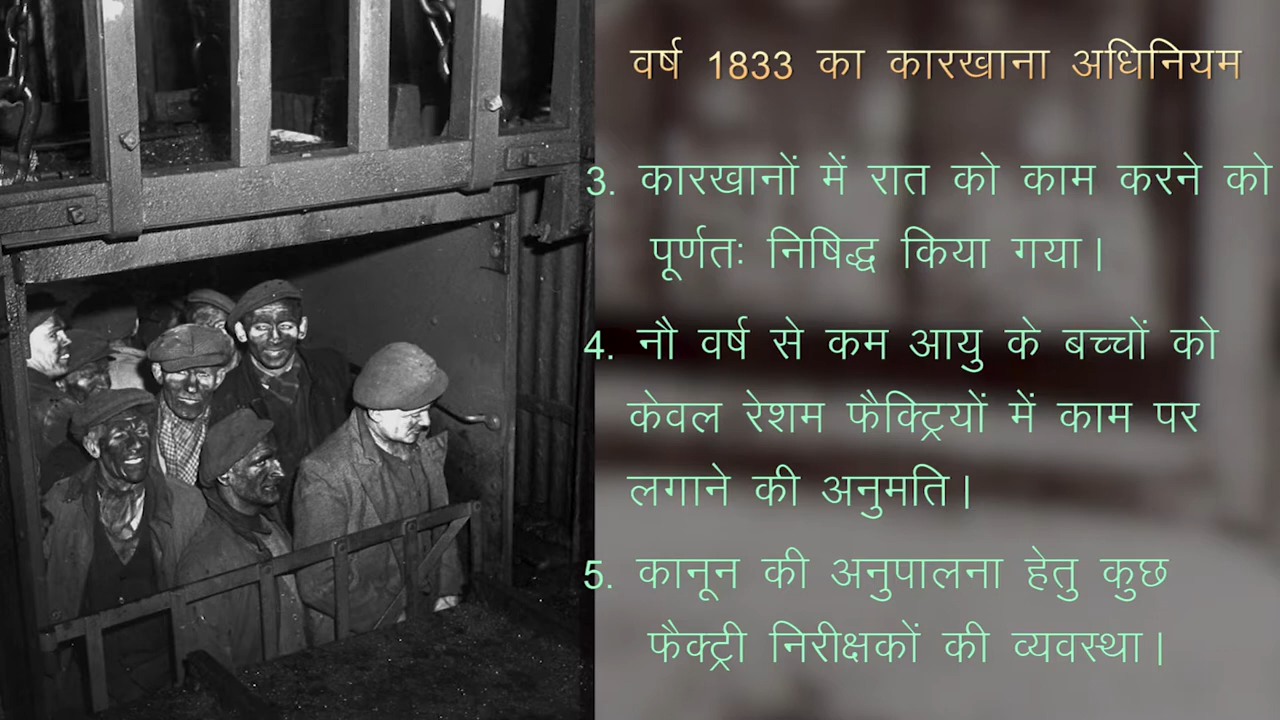 वर्ष 1833 का कारखाना अधिनियम
3. कारखानों में रात को काम करने को
पूर्णतः निषिद्ध किया गया।
4. नौ वर्ष से कम आयु के बच्चों को
केवल रेशम फैक्ट्रियों में काम पर
लगाने की अनुमति।
5. कानून की अनुपालना हेतु कुछ
फैक्ट्री निरीक्षकों की व्यवस्था।